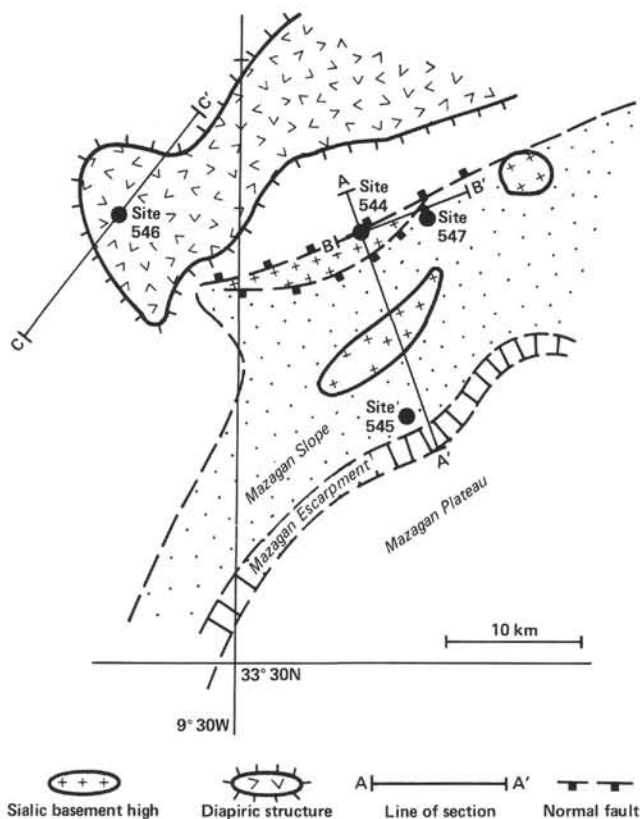 C'
A
Site
544
B'
Site
546
B
Site
547
C
Site
545
Mazagan Slope
A'
Mazagan Escarpment
Mazagan Plateau
10 km
33° 30N
9° 30W
A
A'
Sialic basement high
Diapiric structure
Line of section
Normal fault